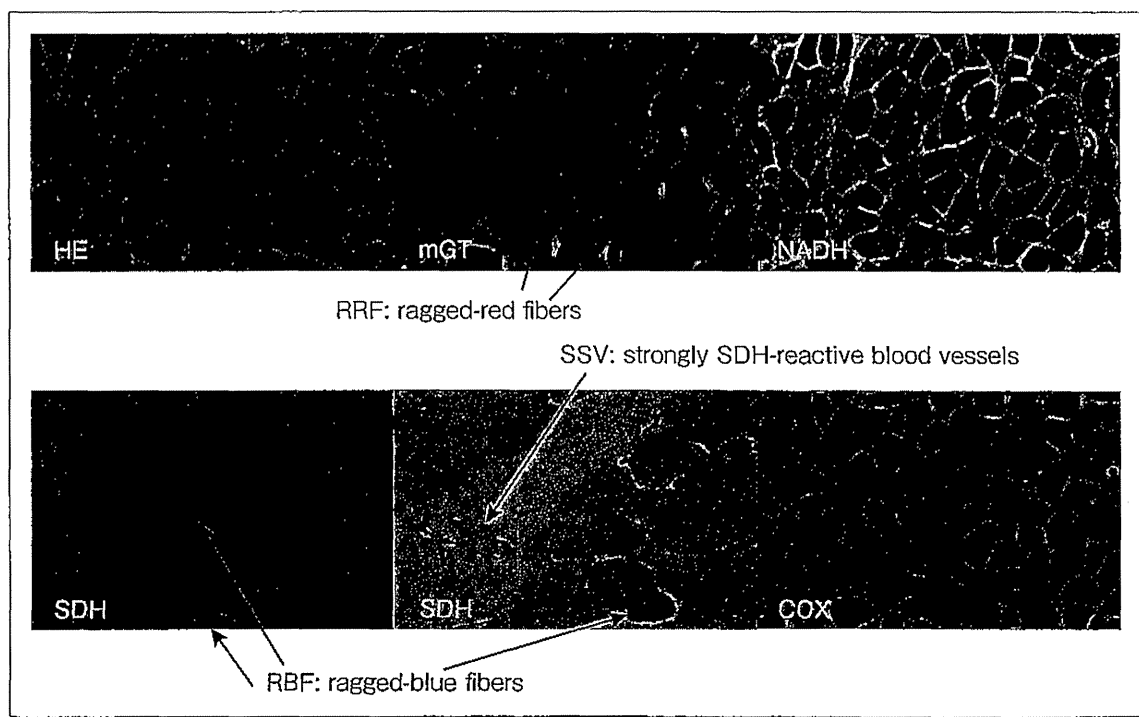 HE
mGT
NADH
RRF: ragged-red fibers
SSV: strongly SDH-reactive blood vessels
SDH
SDH
COX
RBF: ragged-blue fibers